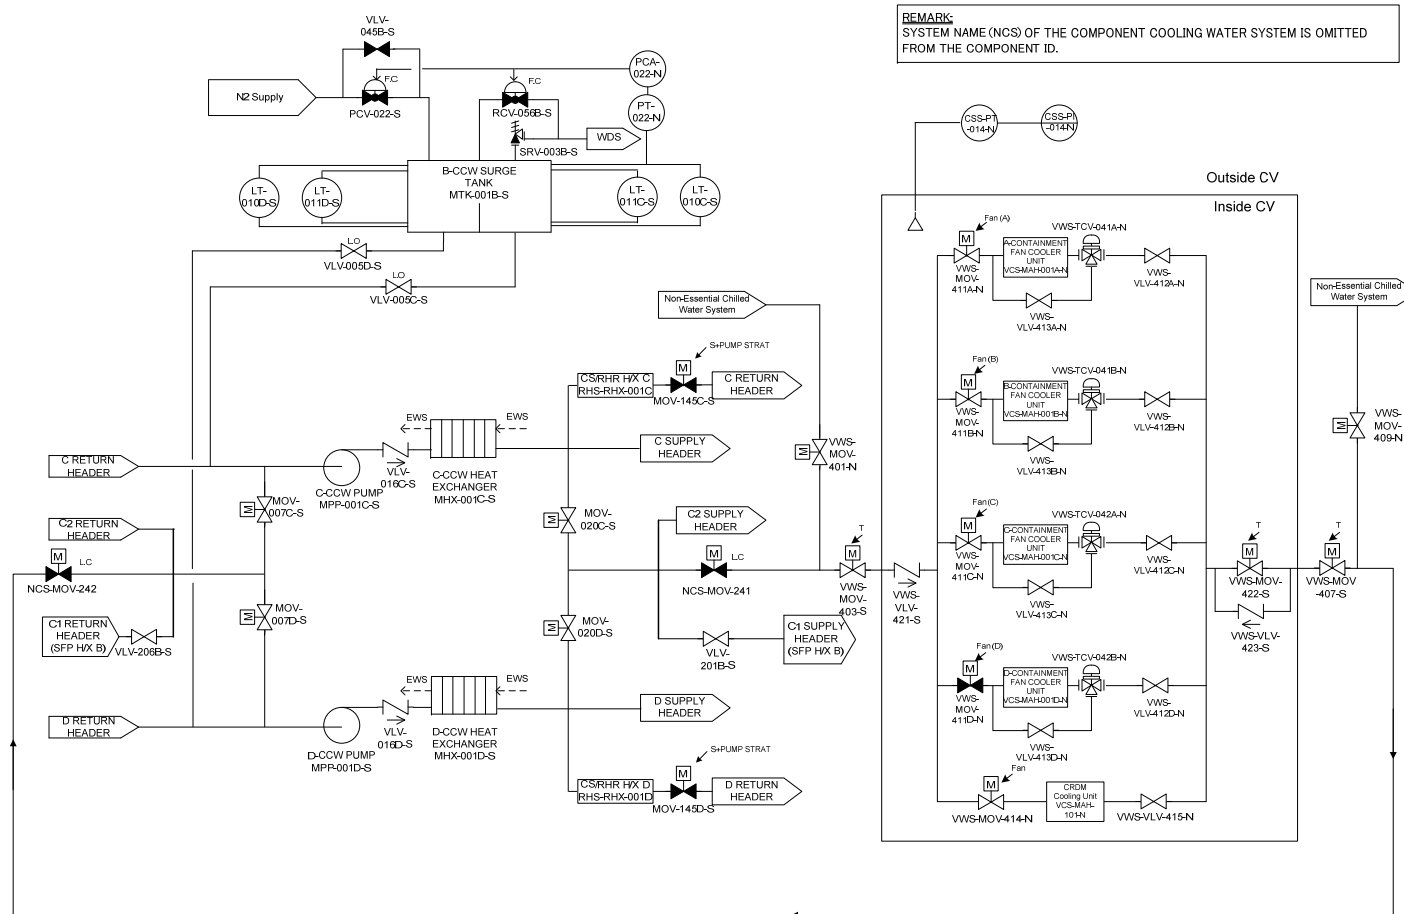 REMARK:
SYSTEM NAME(NCS) OF THE COMPONENT COOLING WATER SYSTEM IS OMITTED
FROM THE COMPONENT ID.
VLV-
045B-S
N2 Supply
F.C
PCV-022-S
F.C
RCV-056B-S
PCA-
022-N
PT-
022-N
WDS
SRV-003B-S
B-CCW SURGE
TANK
MTK-001B-S
LT-
010D-S
LT-
011D-S
LT-
011C-S
LT-
010C-S
L.O
VLV-005D-S
L.O
VLV-005C-S
CSS-PT
-014-N
CSS-PI
-014-N
Outside CV
Inside CV
Non-Essential Chilled
Water System
Non-Essential Chilled
Water System
S+PUMP STRAT
M
CS/RHR H/X C
RHS-RHX-001C
MOV-145C-S
C RETURN
HEADER
EWS
EWS
C SUPPLY
HEADER
C RETURN
HEADER
C-CCW PUMP
MPP-001C-S
VLV-
016C-S
C-CCW HEAT
EXCHANGER
MHX-001C-S
M
VWS-
MOV-
401-N
M
MOV-
007C-S
M
MOV-
020C-S
C2 RETURN
HEADER
C2 SUPPLY
HEADER
M
L.C
NCS-MOV-242
M
L.C
NCS-MOV-241
C1 RETURN
HEADER
(SFP H/X B)
VLV-206B-S
M
MOV-
007D-S
M
MOV-
020D-S
VLV-
201B-S
C1 SUPPLY
HEADER
(SFP H/X B)
T
M
VWS-
MOV-
403-S
VWS-
VLV-
421-S
EWS
EWS
D SUPPLY
HEADER
D RETURN
HEADER
D-CCW PUMP
MPP-001D-S
VLV-
016D-S
D-CCW HEAT
EXCHANGER
MHX-001D-S
S+PUMP STRAT
M
CS/RHR H/X D
RHS-RHX-001D
MOV-145D-S
D RETURN
HEADER
Fan(A)
M
VWS-
MOV-
411A-N
A-CONTAINMENT
FAN COOLER
UNIT
VCS-MAH-001A-N
VWS-TCV-041A-N
VWS-
VLV-412A-N
VWS-
VLV-413A-N
Fan(B)
M
VWS-
MOV-
411B-N
B-CONTAINMENT
FAN COOLER
UNIT
VCS-MAH-001B-N
VWS-TCV-041B-N
VWS-
VLV-412B-N
VWS-
VLV-413B-N
Fan(C)
M
VWS-
MOV-
411C-N
C-CONTAINMENT
FAN COOLER
UNIT
VCS-MAH-001C-N
VWS-TCV-042A-N
VWS-
VLV-412C-N
VWS-
VLV-413C-N
Fan(D)
M
VWS-
MOV-
411D-N
D-CONTAINMENT
FAN COOLER
UNIT
VCS-MAH-001D-N
VWS-TCV-042B-N
VWS-
VLV-412D-N
VWS-
VLV-413D-N
Fan
M
VWS-MOV-414-N
CRDM
Cooling Unit
VCS-MAH-
101-N
VWS-VLV-415-N
M
VWS-
MOV-
409-N
T
M
VWS-MOV-
422-S
T
M
VWS-MOV
-407-S
VWS-VLV-
423-S